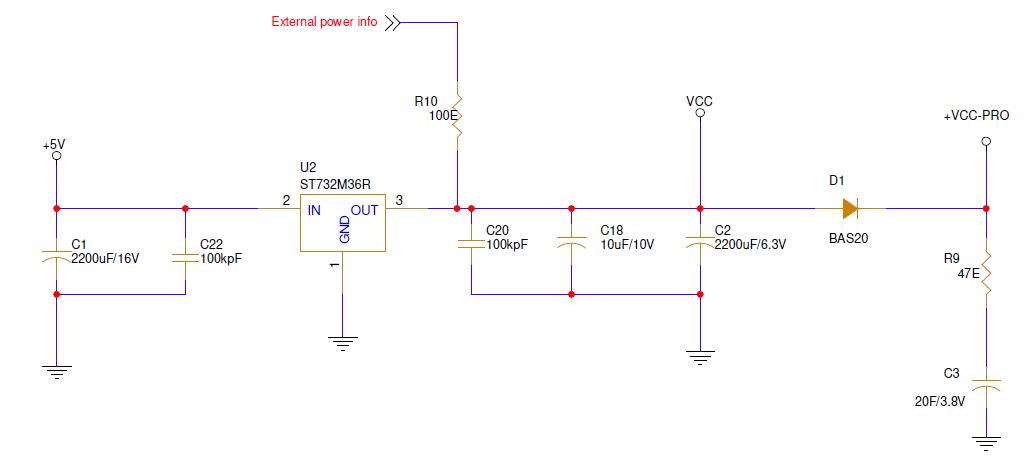 External power info
R10
100E
VCC
+VCC-PRO
+5V
U2
ST732M36R
D1
2
IN
OUT
3
GND
1
C1
2200uF/16V
C22
100kpF
C20
100kpF
C18
10uF/10V
C2
2200uF/6.3V
BAS20
R9
47E
C3
20F/3.8V